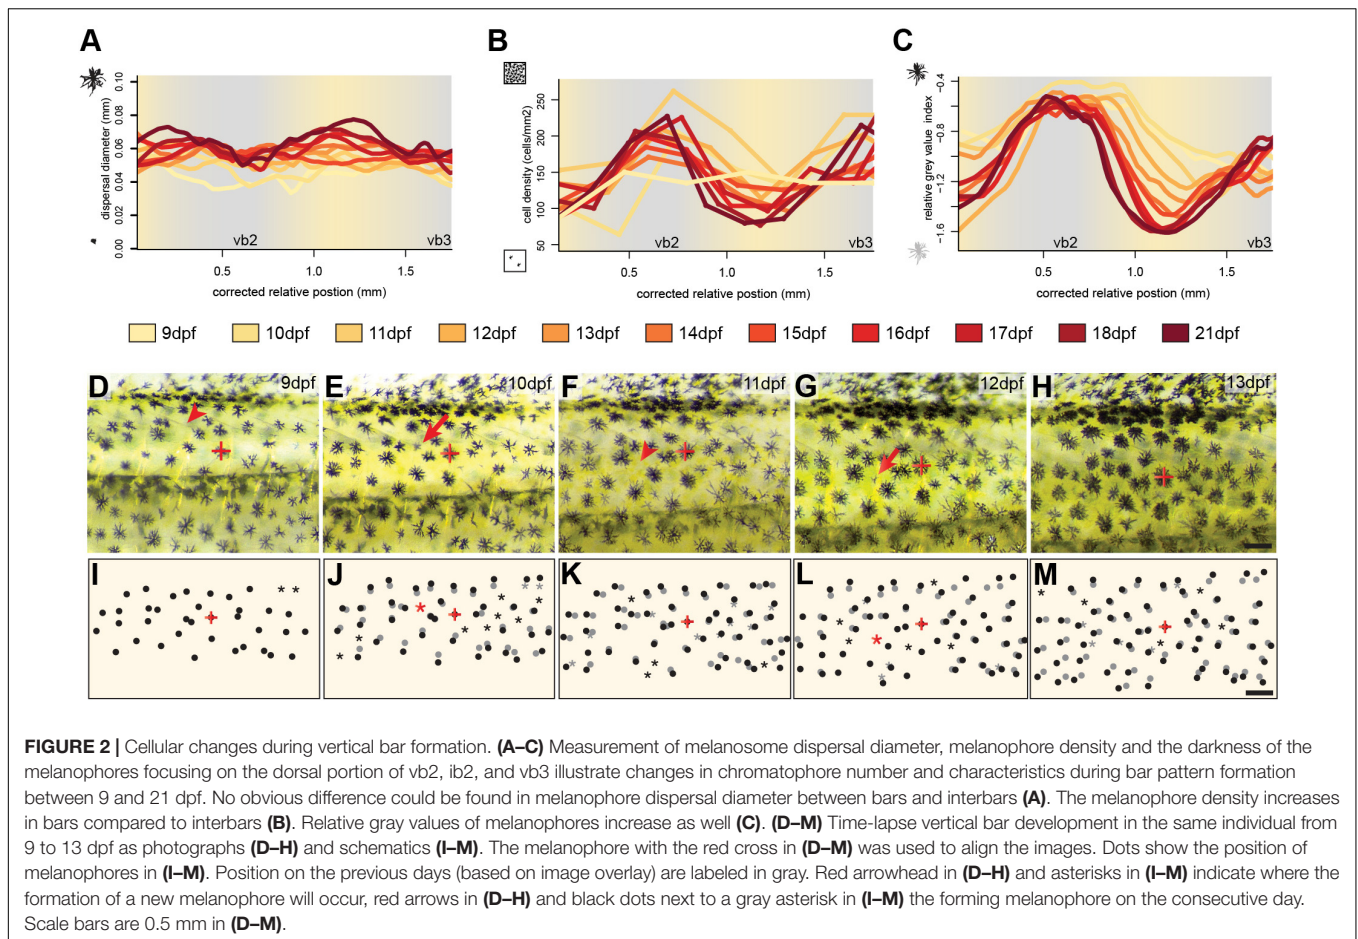 A
B
C
dispersal diameter (mm)
0.10
0.08
0.06
0.04
0.02
0.00
vb2
vb3
0.5
1.0
1.5
corrected relative postion (mm)
cell density (cells/mm2)
250
200
150
100
50
vb2
vb3
0.5
1.0
1.5
corrected relative postion (mm)
relative grey value index
−0.4
−0.8
−1.2
−1.6
vb2
vb3
0.5
1.0
1.5
corrected relative postion (mm)
9dpf 10dpf 11dpf 12dpf 13dpf 14dpf 15dpf 16dpf 17dpf 18dpf 21dpf
D 9dpf E 10dpf F 11dpf G 12dpf H 13dpf
I J K L M
FIGURE 2 | Cellular changes during vertical bar formation. (A–C) Measurement of melanosome dispersal diameter, melanophore density and the darkness of the
melanophores focusing on the dorsal portion of vb2, ib2, and vb3 illustrate changes in chromatophore number and characteristics during bar pattern formation
between 9 and 21 dpf. No obvious difference could be found in melanophore dispersal diameter between bars and interbars (A). The melanophore density increases
in bars compared to interbars (B). Relative gray values of melanophores increase as well (C). (D–M) Time-lapse vertical bar development in the same individual from
9 to 13 dpf as photographs (D–H) and schematics (I–M). The melanophore with the red cross in (D–M) was used to align the images. Dots show the position of
melanophores in (I–M). Position on the previous days (based on image overlay) are labeled in gray. Red arrowhead in (D–H) and asterisks in (I–M) indicate where the
formation of a new melanophore will occur, red arrows in (D–H) and black dots next to a gray asterisk in (I–M) the forming melanophore on the consecutive day.
Scale bars are 0.5 mm in (D–M).